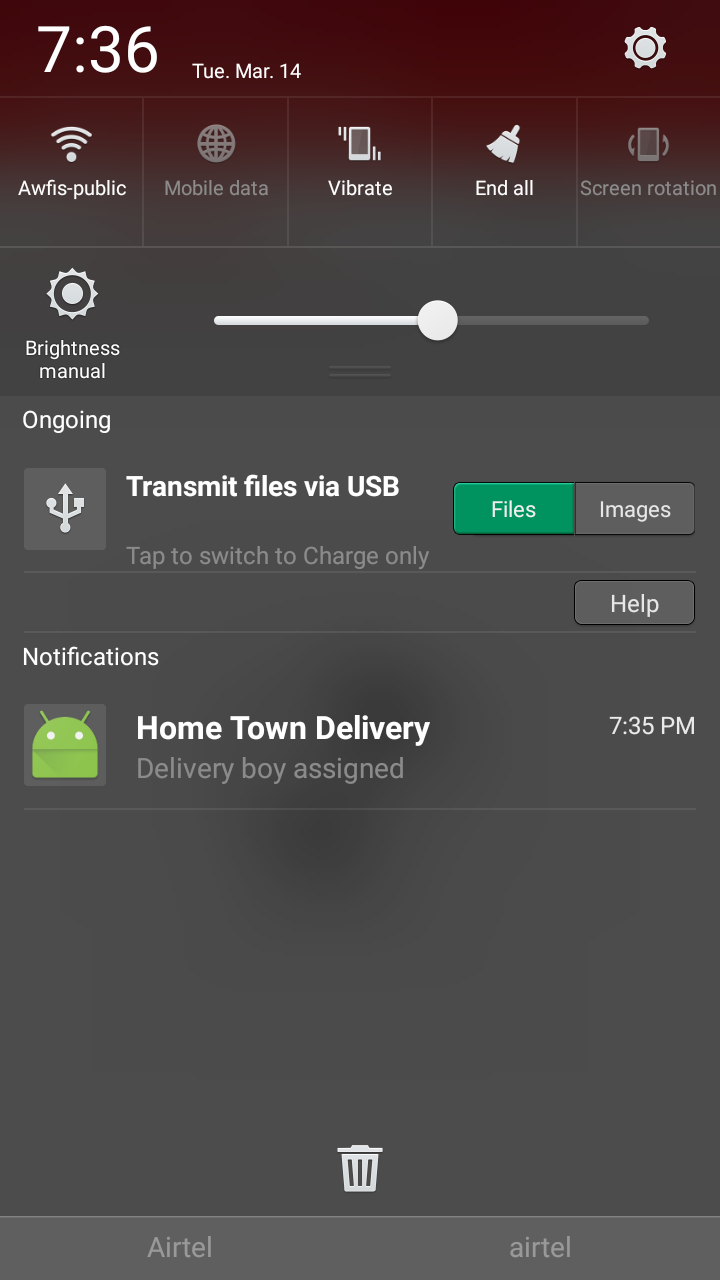 7:36
Tue. Mar. 14
Awfis-public
Mobile data
Vibrate
End all
Screen rotation
Brightness
manual
Ongoing
Transmit files via USB
Files
Images
Tap to switch to Charge only
Help
Notifications
Home Town Delivery
7:35 PM
Delivery boy assigned
Airtel
airtel